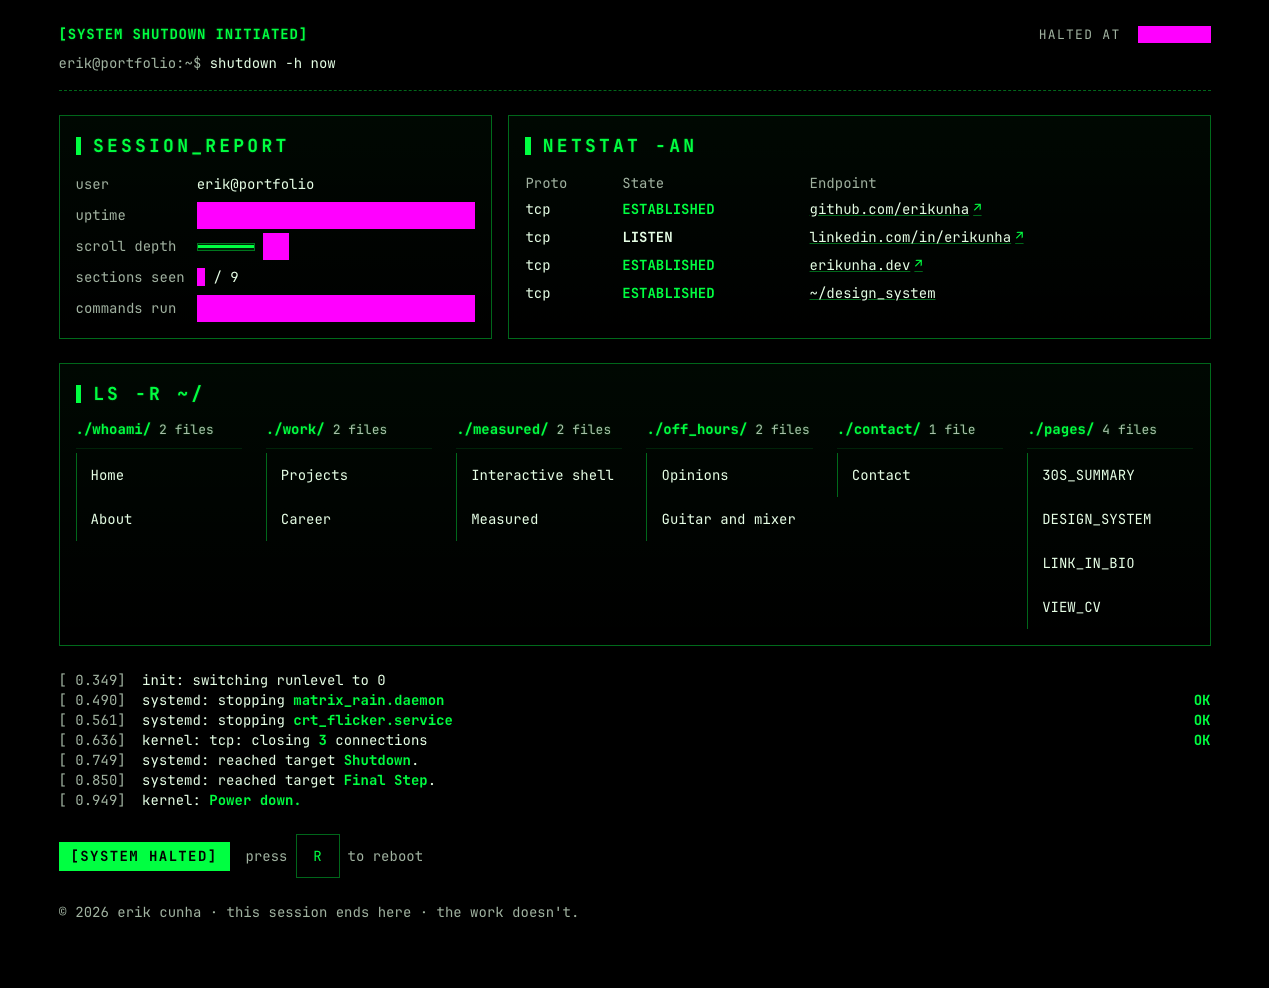 [SYSTEM SHUTDOWN INITIATED]
HALTED AT
erik@portfolio:~$ shutdown -h now
SESSION_REPORT
user erik@portfolio
uptime
scroll depth
sections seen / 9
commands run
NETSTAT -AN
Proto State Endpoint
tcp ESTABLISHED github.com/erikunha↗
tcp LISTEN linkedin.com/in/erikunha↗
tcp ESTABLISHED erikunha.dev↗
tcp ESTABLISHED ~/design_system
LS -R ~/
./whoami/ 2 files
Home
About
./work/ 2 files
Projects
Career
./measured/ 2 files
Interactive shell
Measured
./off_hours/ 2 files
Opinions
Guitar and mixer
./contact/ 1 file
Contact
./pages/ 4 files
30S_SUMMARY
DESIGN_SYSTEM
LINK_IN_BIO
VIEW_CV
[ 0.349] init: switching runlevel to 0
[ 0.490] systemd: stopping matrix_rain.daemon OK
[ 0.561] systemd: stopping crt_flicker.service OK
[ 0.636] kernel: tcp: closing 3 connections OK
[ 0.749] systemd: reached target Shutdown.
[ 0.850] systemd: reached target Final Step.
[ 0.949] kernel: Power down.
[SYSTEM HALTED] press R to reboot
© 2026 erik cunha · this session ends here · the work doesn't.